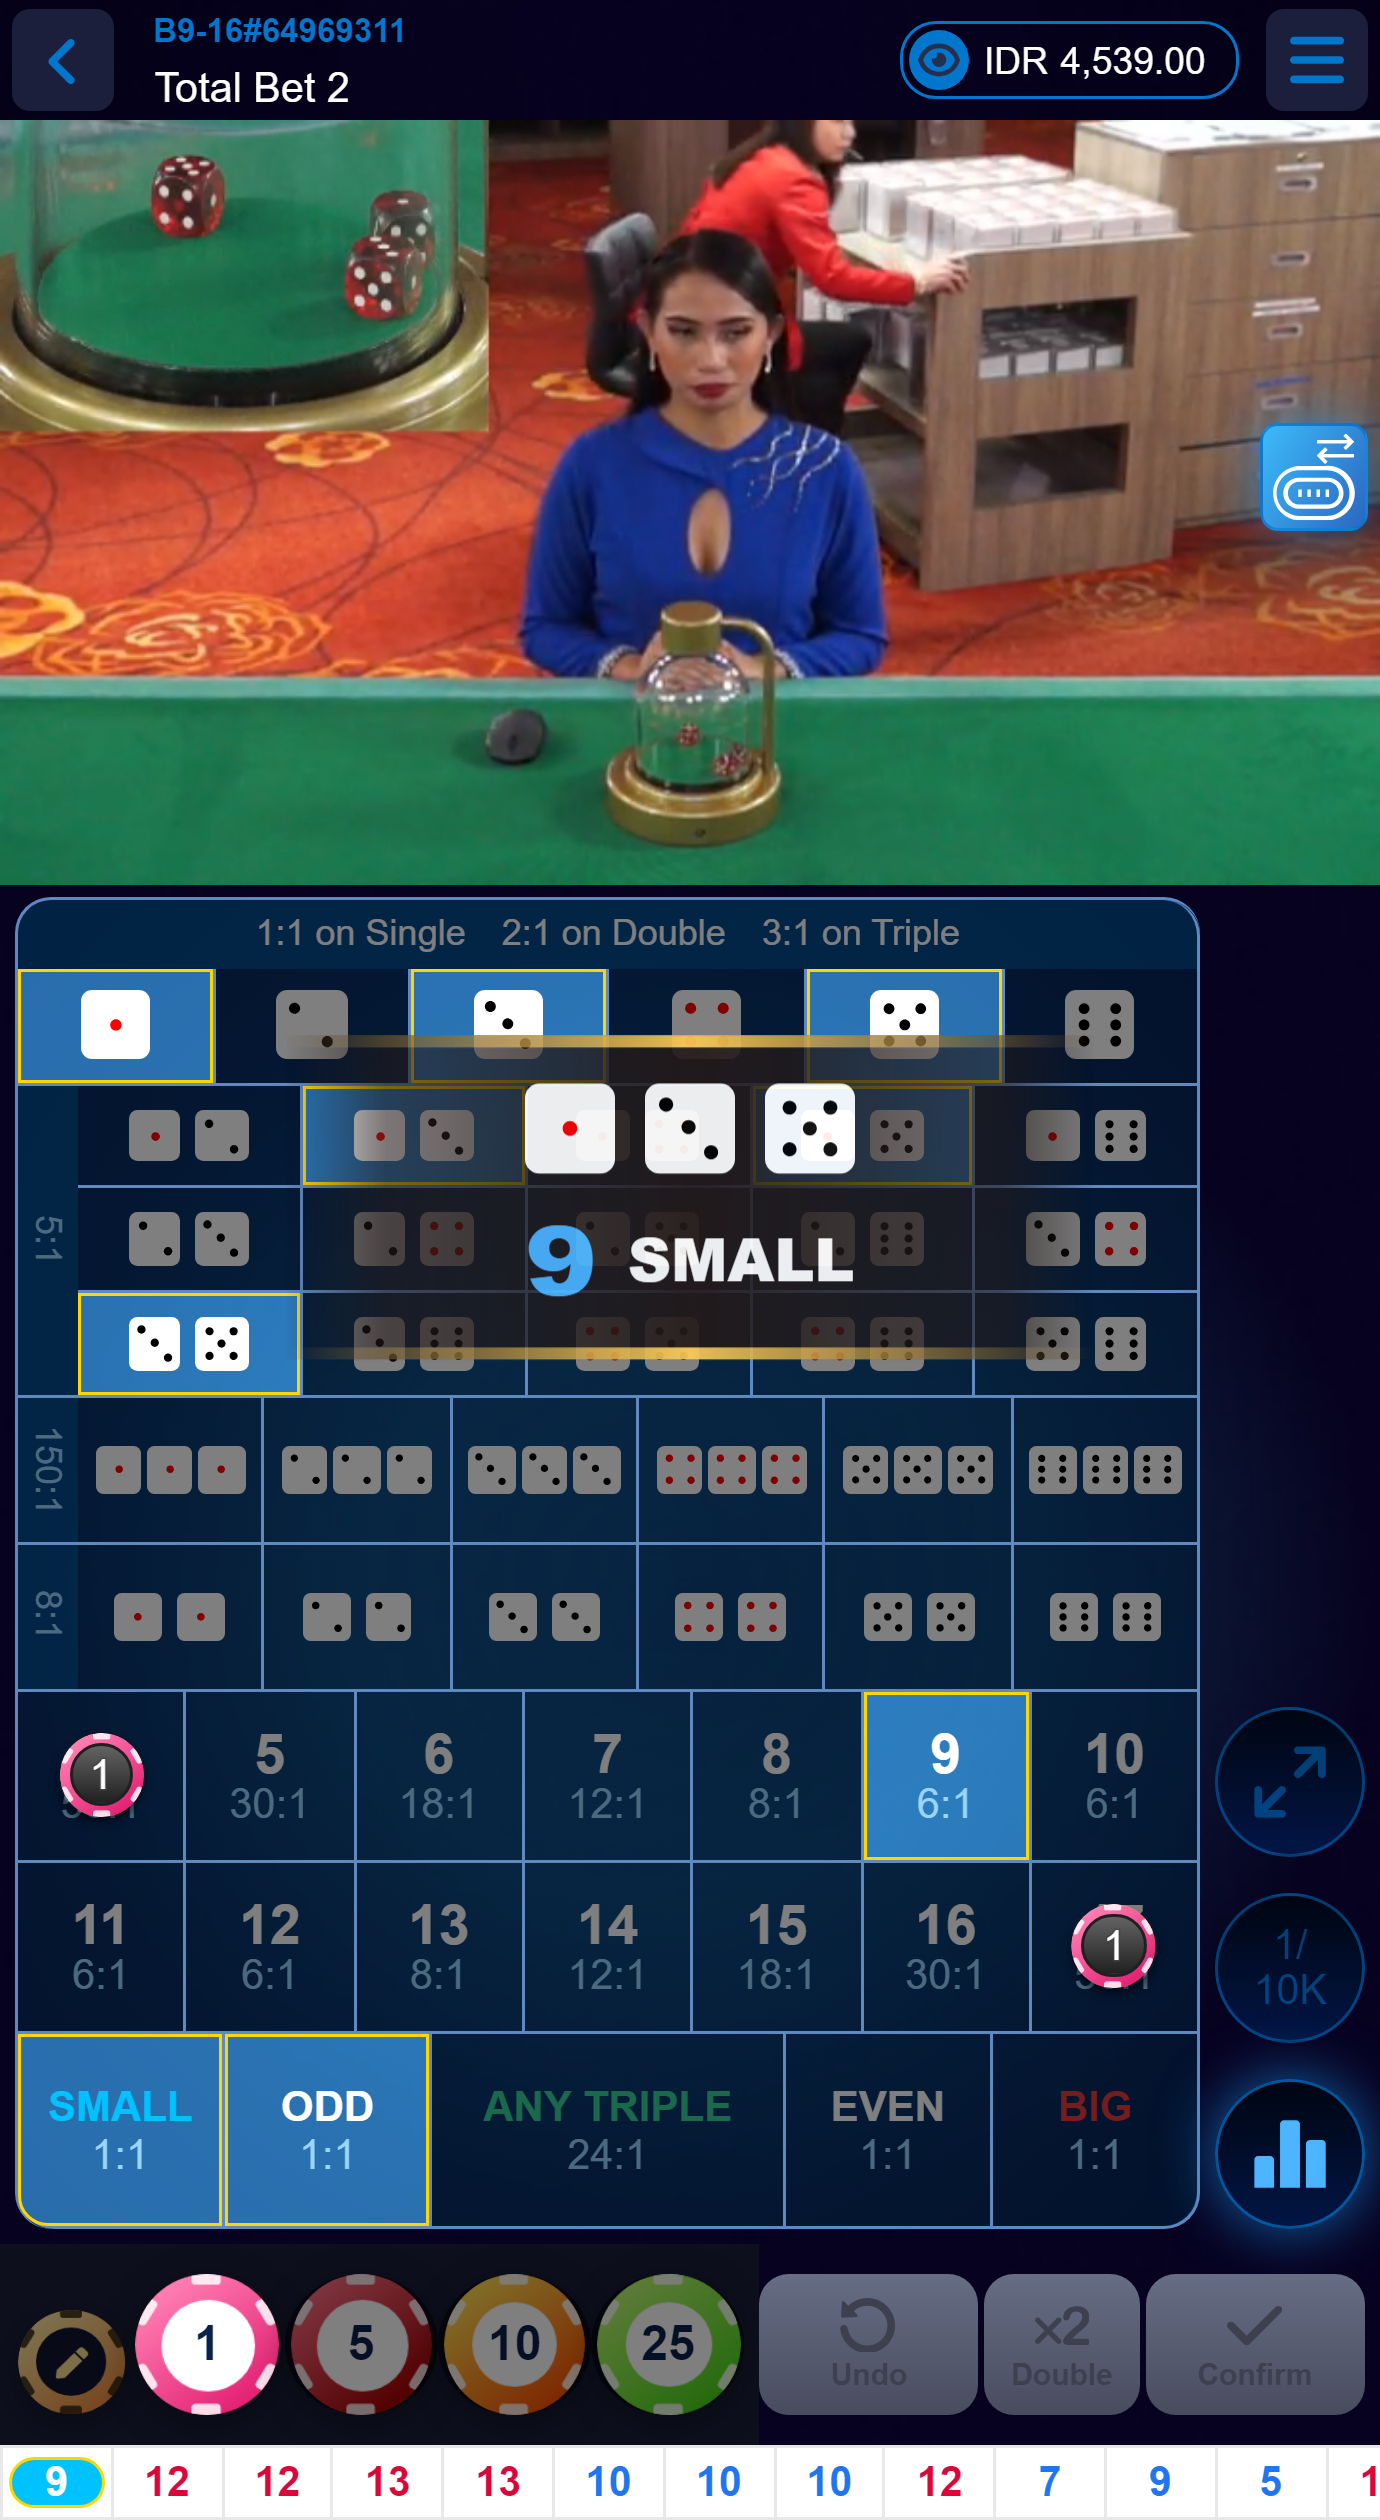 B9-16#64969311
Total Bet 2
IDR 4,539.00
1:1 on Single 2:1 on Double 3:1 on Triple
9 SMALL
5:1
150:1
8:1
1
5 6 7 8 9 10
30:1 18:1 12:1 8:1 6:1 6:1
11 12 13 14 15 16
6:1 6:1 8:1 12:1 18:1 30:1
1
1/
10K
SMALL ODD ANY TRIPLE EVEN BIG
1:1 1:1 24:1 1:1 1:1
1 5 10 25
x2
Undo Double Confirm
9 12 12 13 13 10 10 10 12 7 9 5